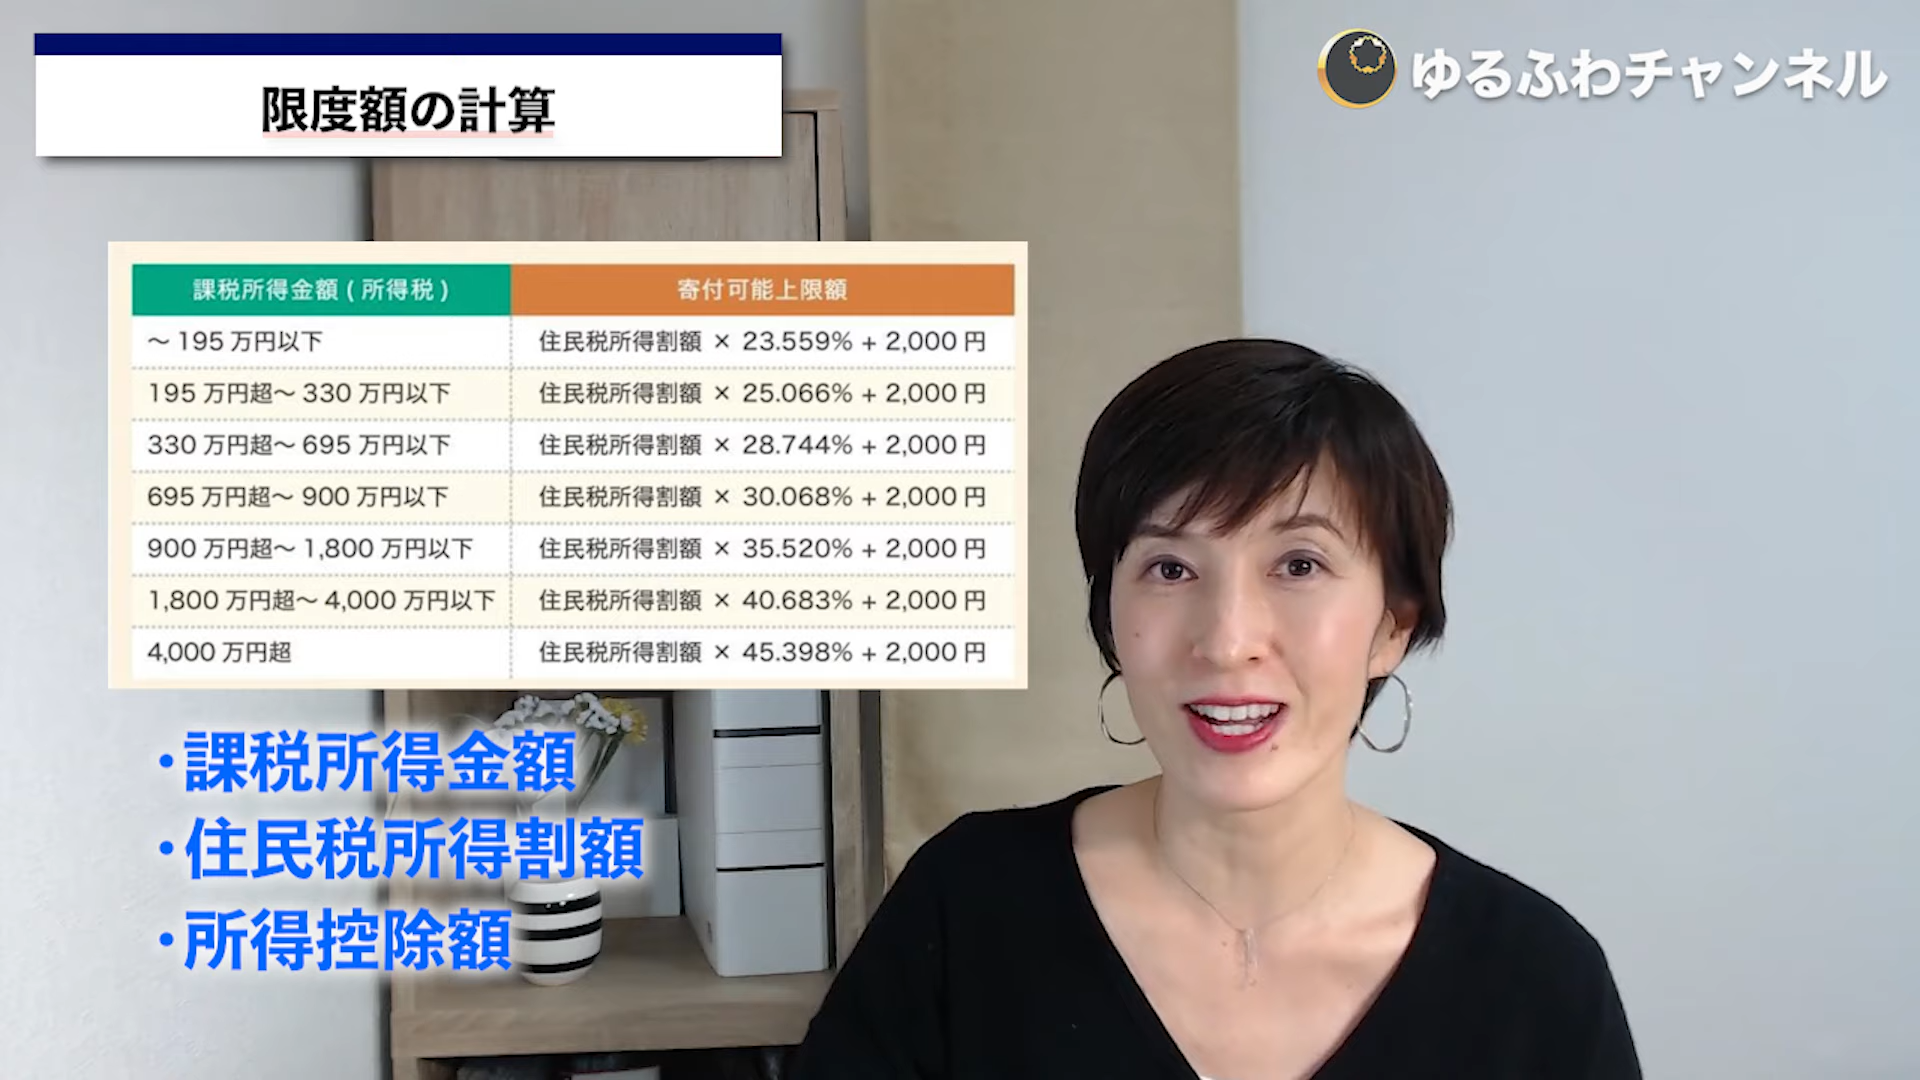 限度額の計算
ゆるふわチャンネル
課税所得金額(所得税) 寄付可能上限額
～195万円以下 住民税所得割額 × 23.559% + 2,000円
195万円超～330万円以下 住民税所得割額 × 25.066% + 2,000円
330万円超～695万円以下 住民税所得割額 × 28.744% + 2,000円
695万円超～900万円以下 住民税所得割額 × 30.068% + 2,000円
900万円超～1,800万円以下 住民税所得割額 × 35.520% + 2,000円
1,800万円超～4,000万円以下 住民税所得割額 × 40.683% + 2,000円
4,000万円超 住民税所得割額 × 45.398% + 2,000円
・課税所得金額
・住民税所得割額
・所得控除額